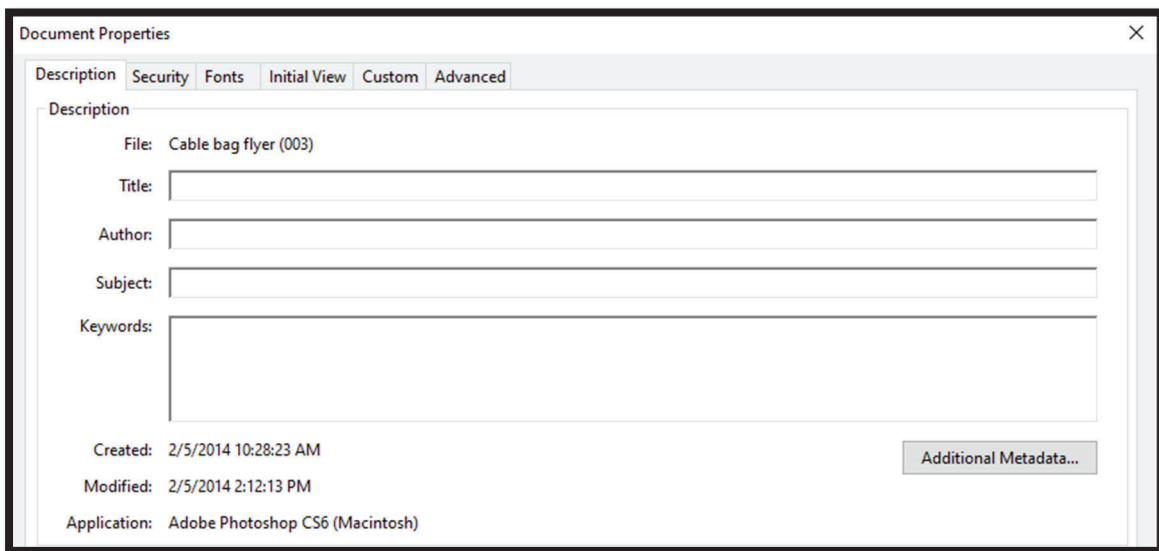 Document Properties
Description Security Fonts Initial View Custom Advanced
Description
File: Cable bag flyer (003)
Title:
Author:
Subject:
Keywords:
Created: 2/5/2014 10:28:23 AM
Additional Metadata...
Modified: 2/5/2014 2:12:13 PM
Application: Adobe Photoshop CS6 (Macintosh)